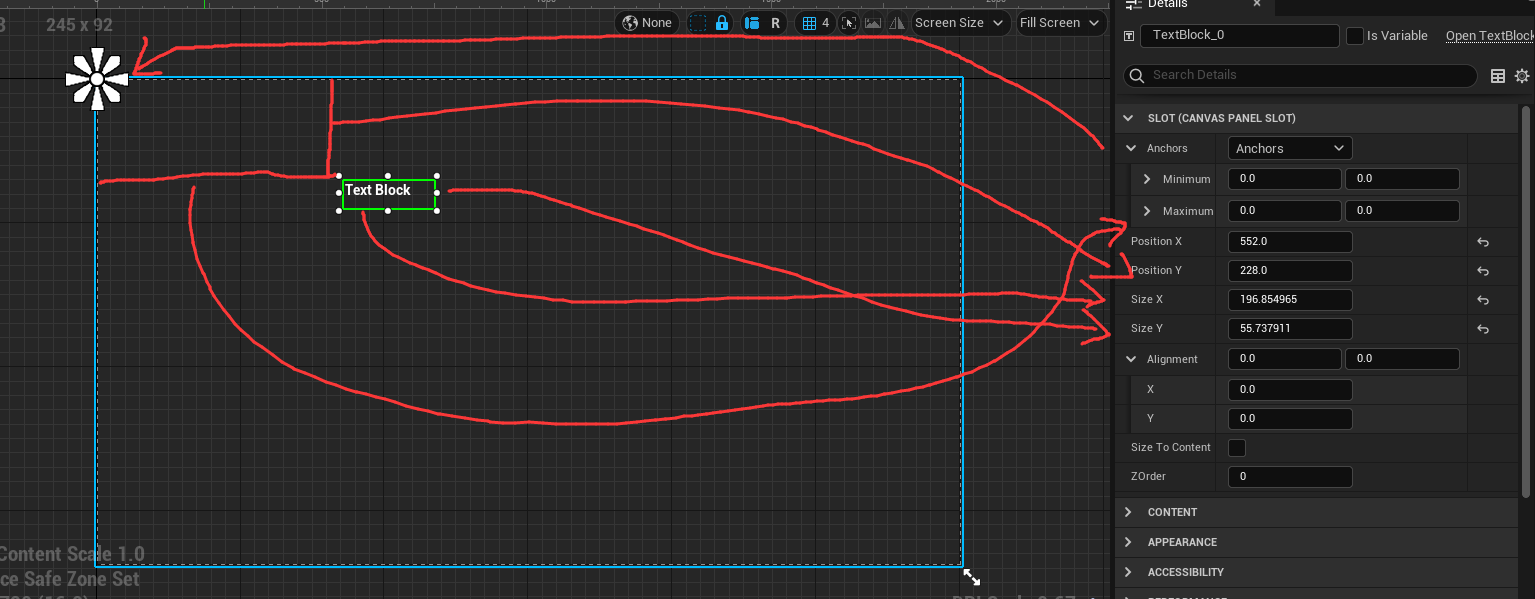 245 x 92
None
4
Screen Size
Fill Screen
R
Text Block
Content Scale 1.0
ce Safe Zone Set
Details
TextBlock_0
Is Variable
Open TextBlock
Search Details
SLOT (CANVAS PANEL SLOT)
Anchors
Anchors
Minimum 0.0 0.0
Maximum 0.0 0.0
Position X 552.0
Position Y 228.0
Size X 196.854965
Size Y 55.737911
Alignment 0.0 0.0
X 0.0
Y 0.0
Size To Content
ZOrder 0
CONTENT
APPEARANCE
ACCESSIBILITY